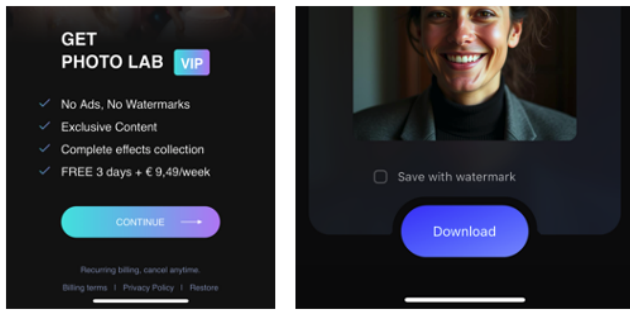 GET
PHOTO LAB VIP
No Ads, No Watermarks
Exclusive Content
Complete effects collection
FREE 3 days + € 9,49/week
CONTINUE
Recurring billing, cancel anytime.
Billing terms | Privacy Policy | Restore
Save with watermark
Download